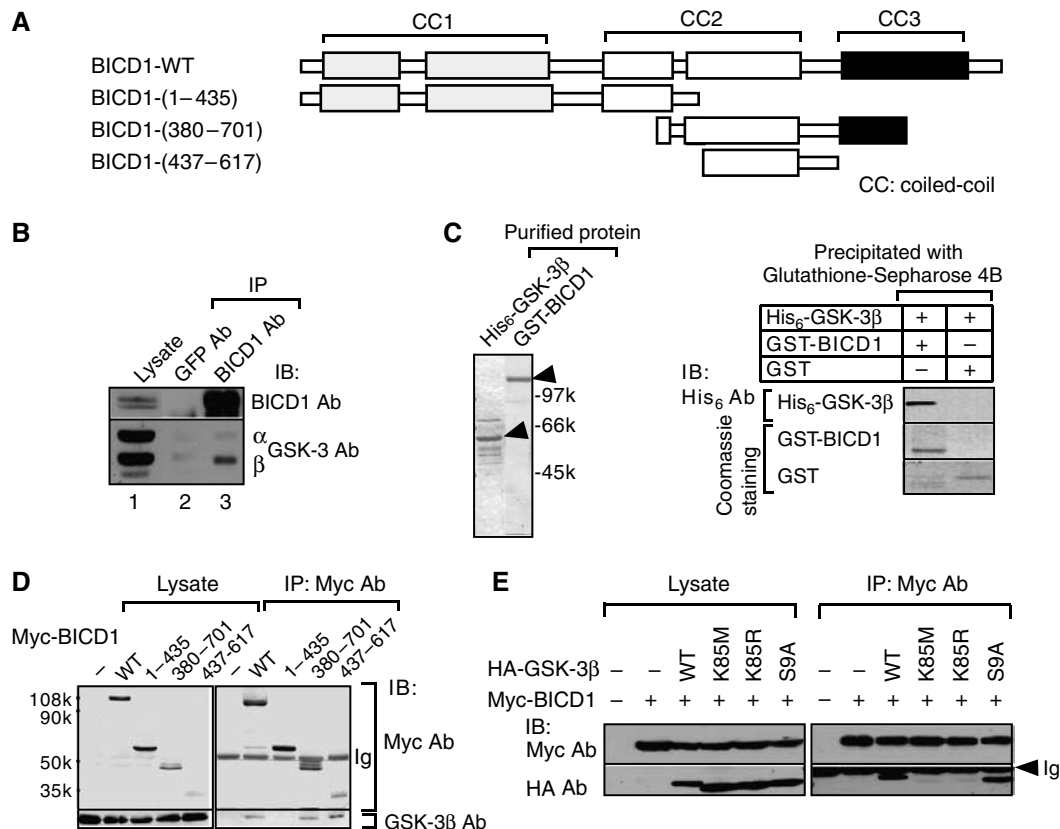 A
CC1 CC2 CC3
BICD1-WT
BICD1-(1–435)
BICD1-(380–701)
BICD1-(437–617)
CC: coiled-coil
B
IP
Lysate
GFP Ab
BICD1 Ab
IB:
BICD1 Ab
α
β
GSK-3 Ab
1 2 3
C
Purified protein
His6-GSK-3β
GST-BICD1
-97k
-66k
-45k
Precipitated with
Glutathione-Sepharose 4B
His6-GSK-3β + +
GST-BICD1 + –
GST – +
IB:
His6 Ab
His6-GSK-3β
Coomassie
staining
GST-BICD1
GST
D
Lysate IP: Myc Ab
Myc-BICD1
– WT 1–435 380–701 437-617 – WT 1–435 380–701 437–617
108k
90k
50k
35k
IB:
Myc Ab
Ig
GSK-3β Ab
E
Lysate IP: Myc Ab
HA-GSK-3β – – WT K85M K85R S9A – – WT K85M K85R S9A
Myc-BICD1 – + + + + + – + + + + +
IB:
Myc Ab
HA Ab
Ig